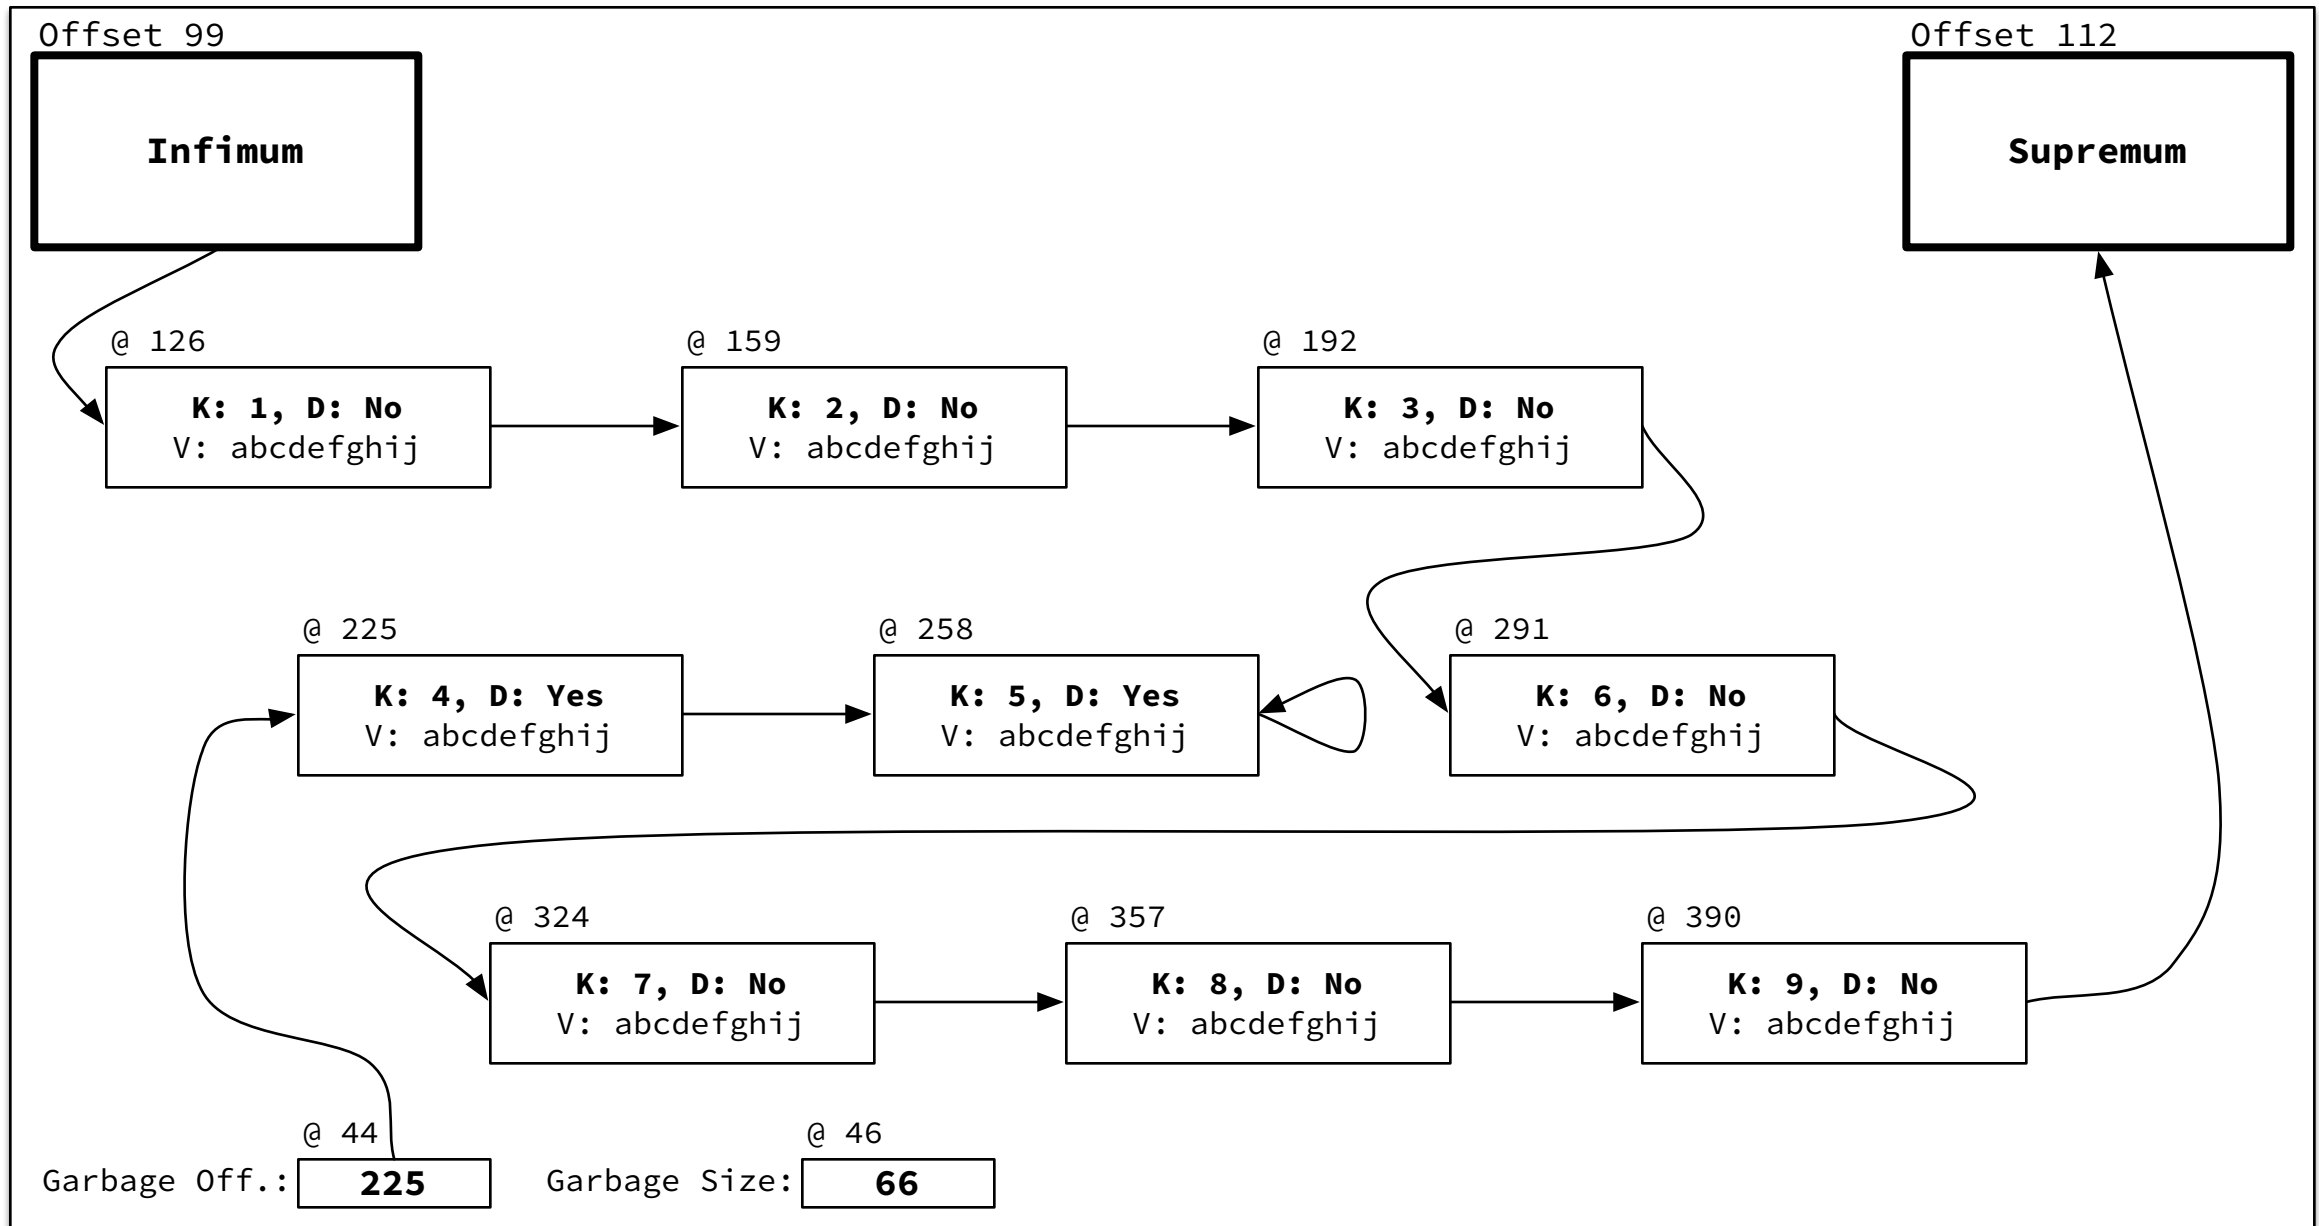 Offset 99
Offset 112
Infimum
Supremum
@ 126
@ 159
@ 192
K: 1, D: No
V: abcdefghij
K: 2, D: No
V: abcdefghij
K: 3, D: No
V: abcdefghij
@ 225
@ 258
@ 291
K: 4, D: Yes
V: abcdefghij
K: 5, D: Yes
V: abcdefghij
K: 6, D: No
V: abcdefghij
@ 324
@ 357
@ 390
K: 7, D: No
V: abcdefghij
K: 8, D: No
V: abcdefghij
K: 9, D: No
V: abcdefghij
@ 44
@ 46
Garbage Off.: 225
Garbage Size: 66